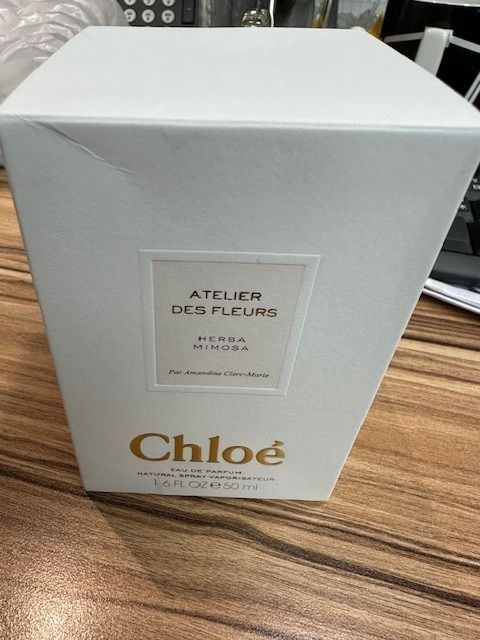 ATELIER
DES FLEURS
HERBA
MIMOSA
Par Amandine Clerc-Marie
Chloé
EAU DE PARFUM
NATURAL SPRAY VAPORISATEUR
1.6 FL OZ ℮ 50 ml